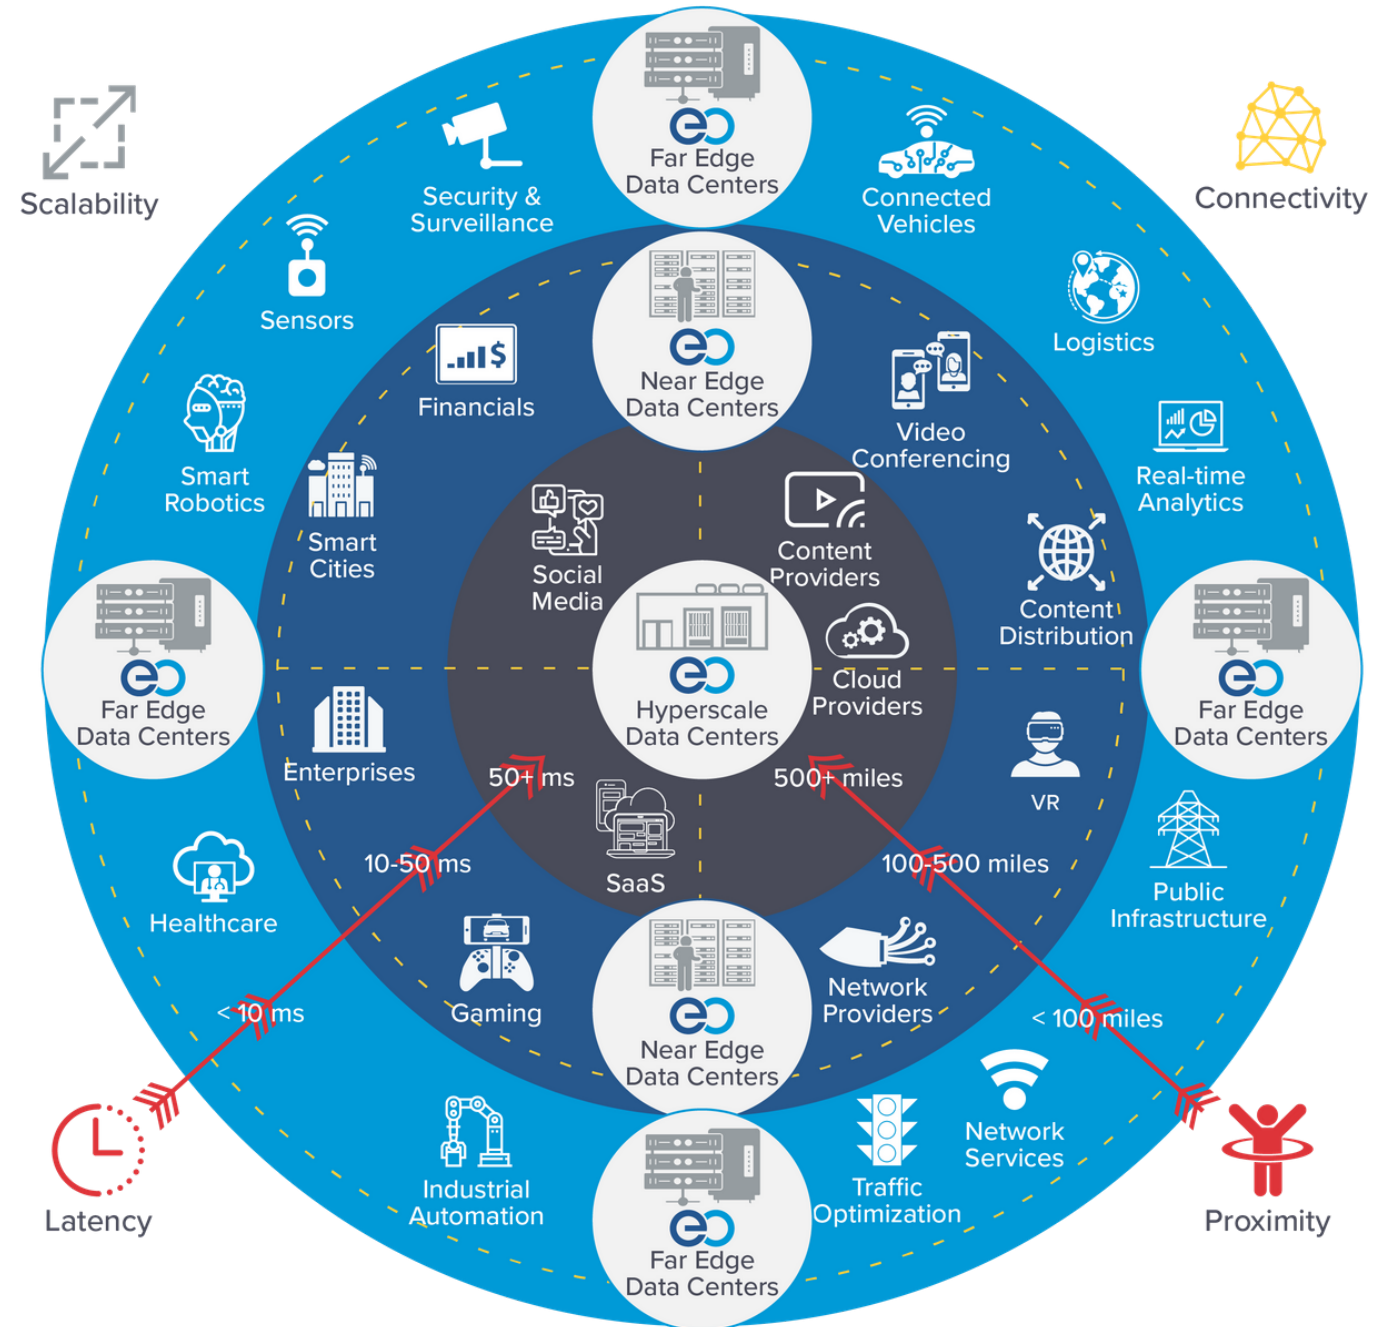 Far Edge
Data Centers
Scalability
Connectivity
Security &
Surveillance
Connected
Vehicles
Sensors
Logistics
Near Edge
Data Centers
Financials
Video
Conferencing
Smart
Robotics
Real-time
Analytics
Smart
Cities
Social
Media
Content
Providers
Content
Distribution
Far Edge
Data Centers
Hyperscale
Data Centers
Cloud
Providers
Far Edge
Data Centers
Enterprises
50+ ms
500+ miles
VR
10-50 ms
SaaS
100-500 miles
Healthcare
Public
Infrastructure
Gaming
Network
Providers
< 10 ms
< 100 miles
Near Edge
Data Centers
Network
Services
Industrial
Automation
Traffic
Optimization
Latency
Proximity
Far Edge
Data Centers